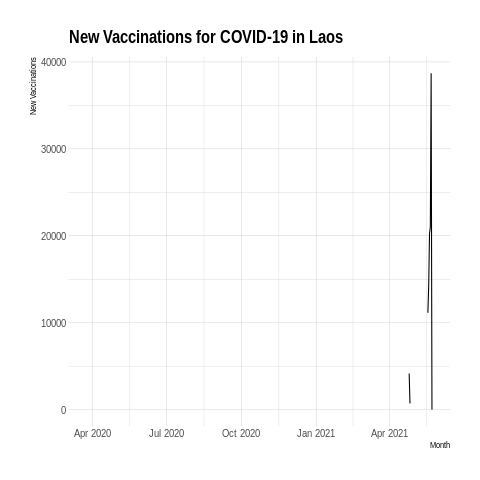 New Vaccinations for COVID-19 in Laos
New Vaccinations
40000
30000
20000
10000
0
Apr 2020 Jul 2020 Oct 2020 Jan 2021 Apr 2021
Month